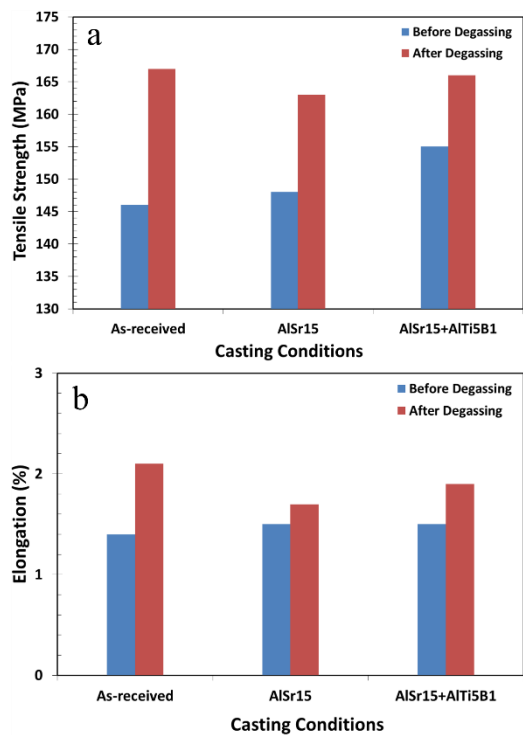 a
Before Degassing
After Degassing
Tensile Strength (MPa)
175
170
165
160
155
150
145
140
135
130
As-received
AlSr15
AlSr15+AlTi5B1
Casting Conditions
b
Before Degassing
After Degassing
Elongation (%)
3
2
1
0
As-received
AlSr15
AlSr15+AlTi5B1
Casting Conditions